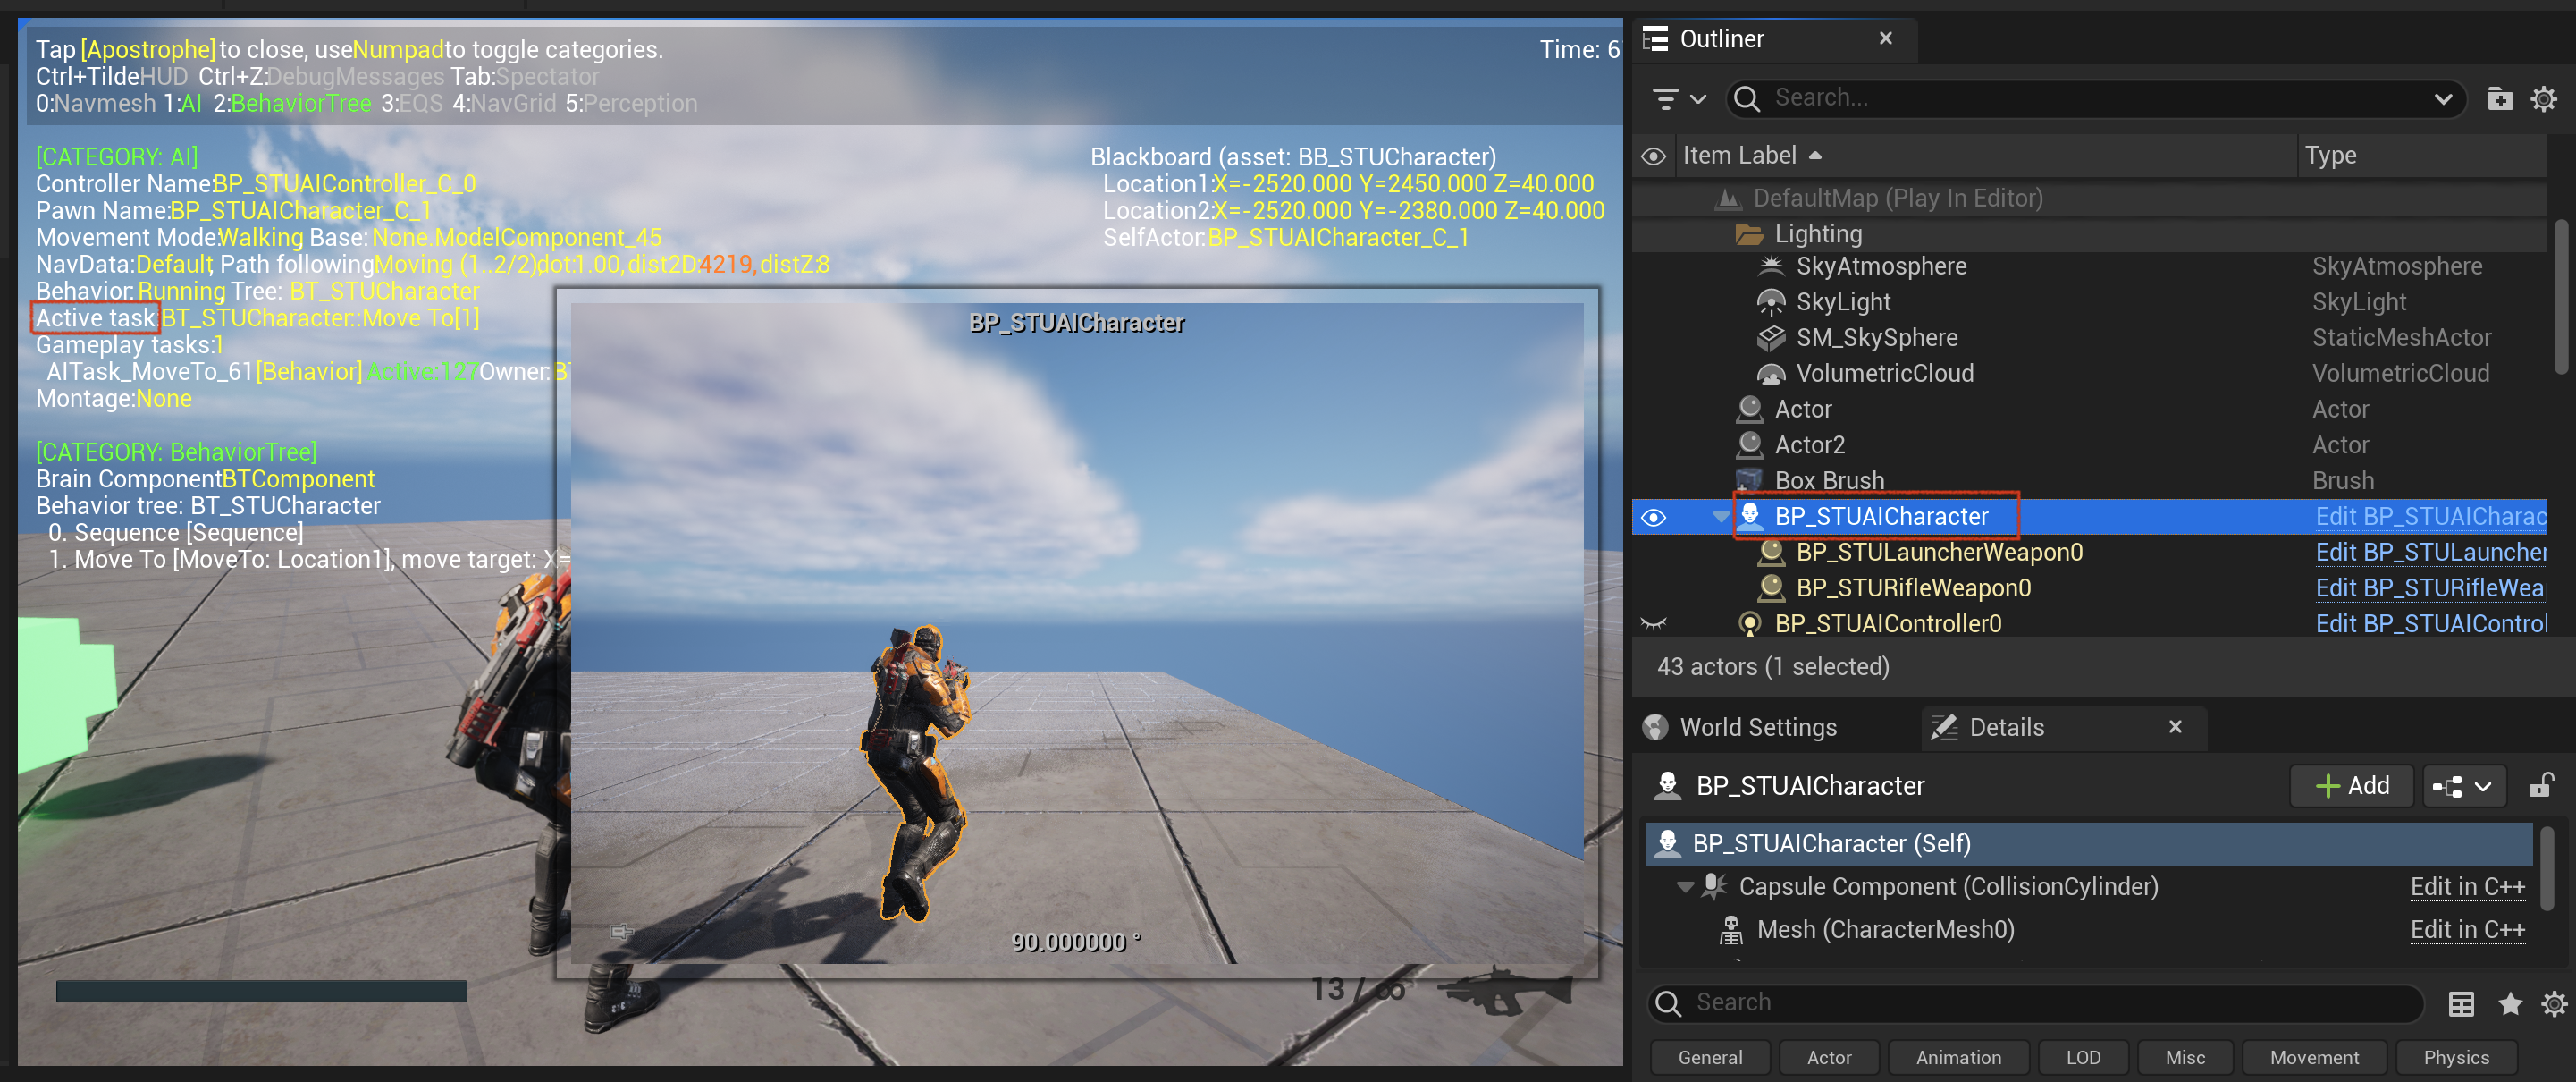 Tap [Apostrophe] to close, use Numpad to toggle categories.
Time: 6
Ctrl+Tilde HUD Ctrl+Z: DebugMessages Tab: Spectator
0:Navmesh 1:AI 2:BehaviorTree 3:EQS 4:NavGrid 5:Perception
[CATEGORY: AI]
Controller Name: BP_STUAIController_C_0
Pawn Name: BP_STUAICharacter_C_1
Movement Mode: Walking Base: None.ModelComponent_45
NavData: Default, Path following Moving (1..2/2), dot:1.00, dist2D:4219, distZ:8
Behavior: Running, Tree: BT_STUCharacter
Active task: BT_STUCharacter::Move To[1]
Gameplay tasks:1
AITask_MoveTo_61 [Behavior] Active:127 Owner: BT
Montage: None
[CATEGORY: BehaviorTree]
Brain Component BTComponent
Behavior tree: BT_STUCharacter
0. Sequence [Sequence]
1. Move To [MoveTo: Location1], move target: X=
Blackboard (asset: BB_STUCharacter)
Location1: X=-2520.000 Y=2450.000 Z=40.000
Location2: X=-2520.000 Y=-2380.000 Z=40.000
SelfActor: BP_STUAICharacter_C_1
BP_STUAICharacter
90.000000 °
13 / ∞
Outliner
Search...
Item Label Type
DefaultMap (Play In Editor)
Lighting
SkyAtmosphere SkyAtmosphere
SkyLight SkyLight
SM_SkySphere StaticMeshActor
VolumetricCloud VolumetricCloud
Actor Actor
Actor2 Actor
Box Brush Brush
BP_STUAICharacter Edit BP_STUAICharac
BP_STULauncherWeapon0 Edit BP_STULauncher
BP_STURifleWeapon0 Edit BP_STURifleWeap
BP_STUAIController0 Edit BP_STUAIControl
43 actors (1 selected)
World Settings Details
BP_STUAICharacter Add
BP_STUAICharacter (Self)
Capsule Component (CollisionCylinder) Edit in C++
Mesh (CharacterMesh0) Edit in C++
Search
General Actor Animation LOD Misc Movement Physics